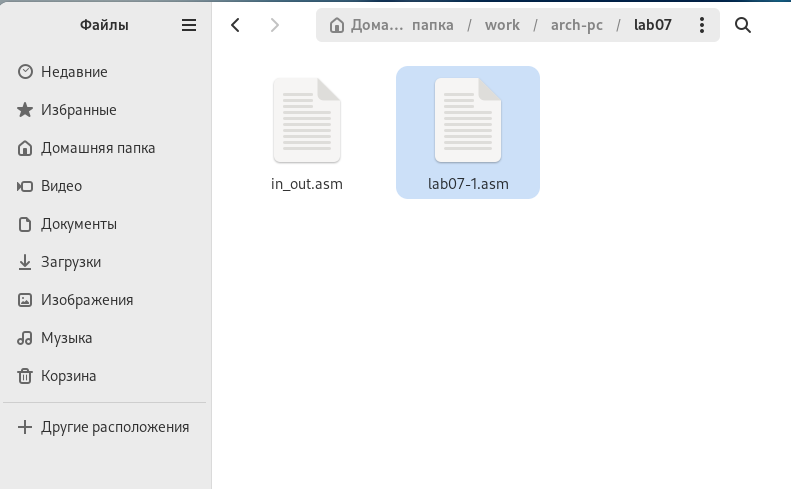 Файлы
Дома… папка / work / arch-pc / lab07
Недавние
Избранные
Домашняя папка
Видео
Документы
Загрузки
Изображения
Музыка
Корзина
Другие расположения
in_out.asm
lab07-1.asm